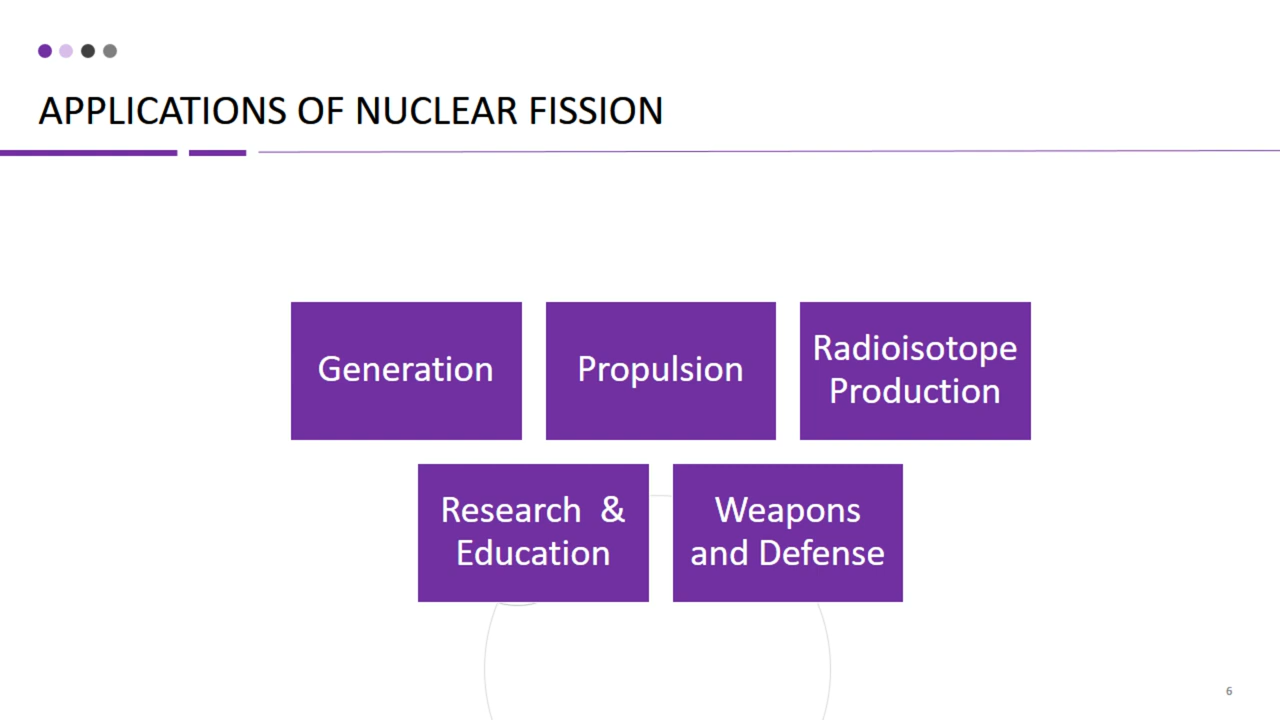 APPLICATIONS OF NUCLEAR FISSION
Generation
Propulsion
Radioisotope
Production
Research  &
Education
Weapons
and Defense
6